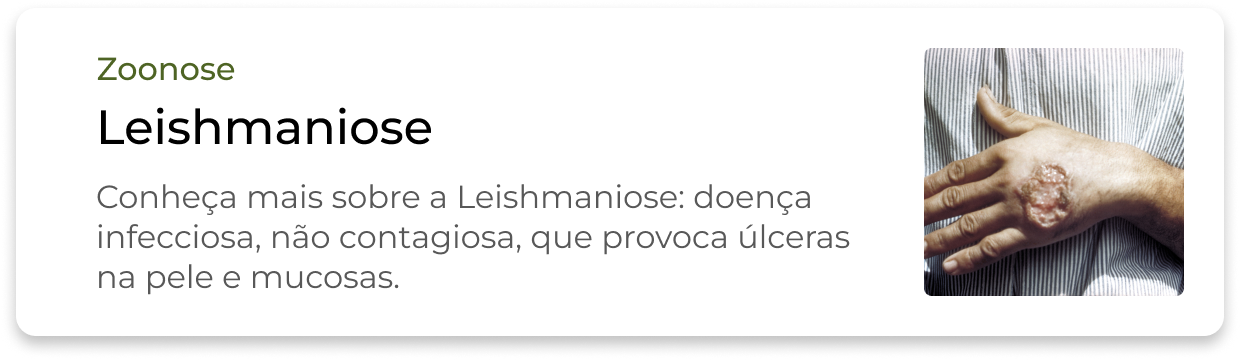 Zoonose
Leishmaniose
Conheça mais sobre a Leishmaniose: doença
infecciosa, não contagiosa, que provoca úlceras
na pele e mucosas.